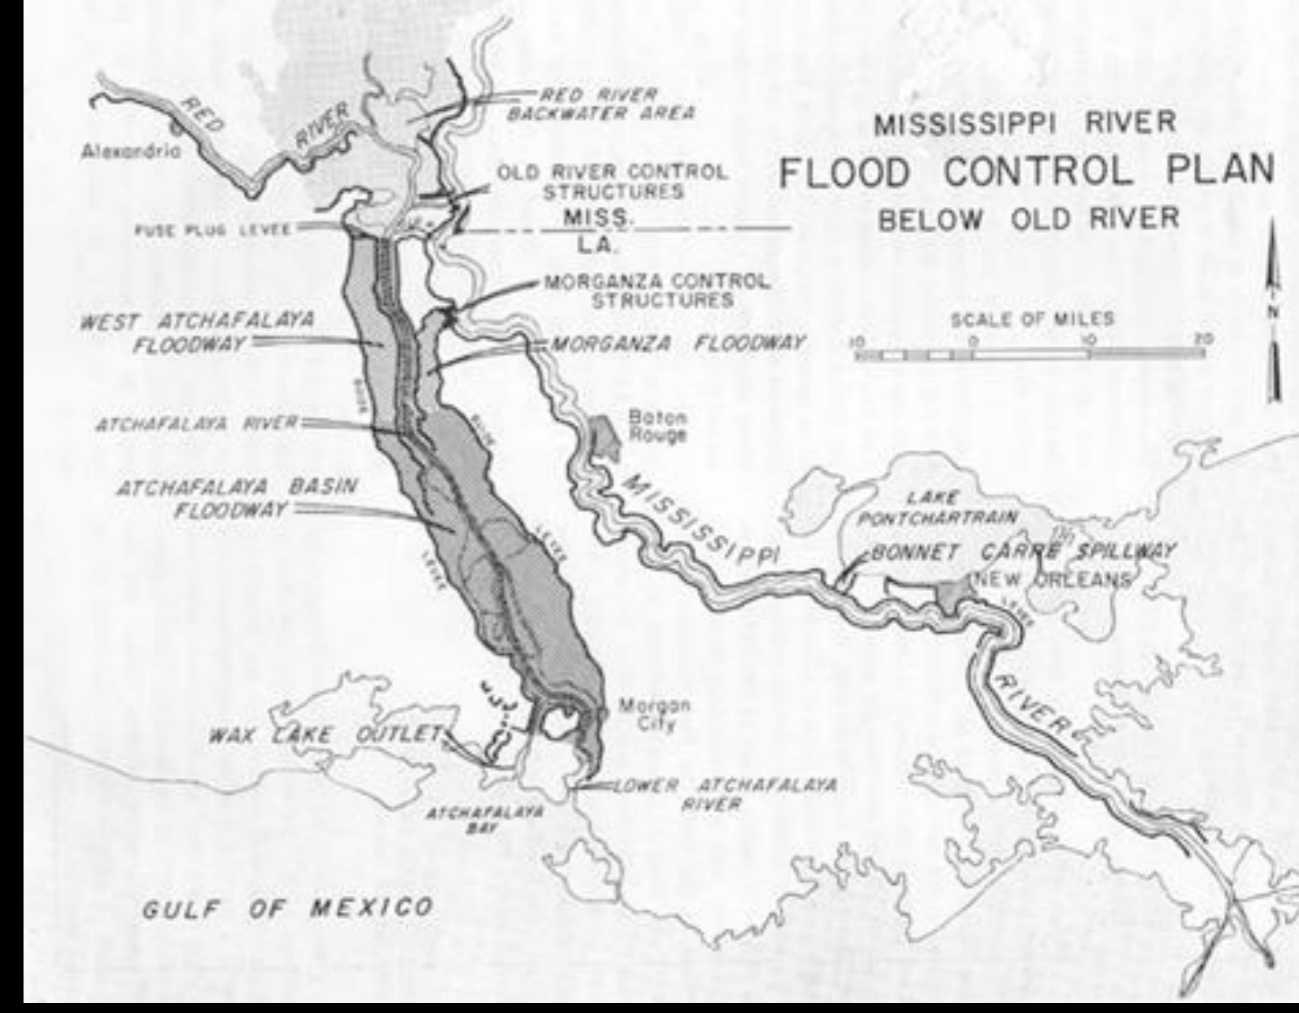 MISSISSIPPI RIVER
FLOOD CONTROL PLAN
BELOW OLD RIVER
RED RIVER
RED RIVER
BACKWATER AREA
Alexandria
OLD RIVER CONTROL
STRUCTURES
MISS.
LA.
FUSE PLUG LEVEE
MORGANZA CONTROL
STRUCTURES
N
SCALE OF MILES
10 0 10 20
WEST ATCHAFALAYA
FLOODWAY
MORGANZA FLOODWAY
GUIDE
GUIDE
ATCHAFALAYA RIVER
Baton
Rouge
ATCHAFALAYA BASIN
FLOODWAY
MISSISSIPPI
LAKE
PONTCHARTRAIN
LEVEE
LEVEE
BONNET CARRE SPILLWAY
NEW ORLEANS
LEVEE
RIVER
Morgan
City
WAX LAKE OUTLET
LOWER ATCHAFALAYA
RIVER
ATCHAFALAYA
BAY
GULF OF MEXICO